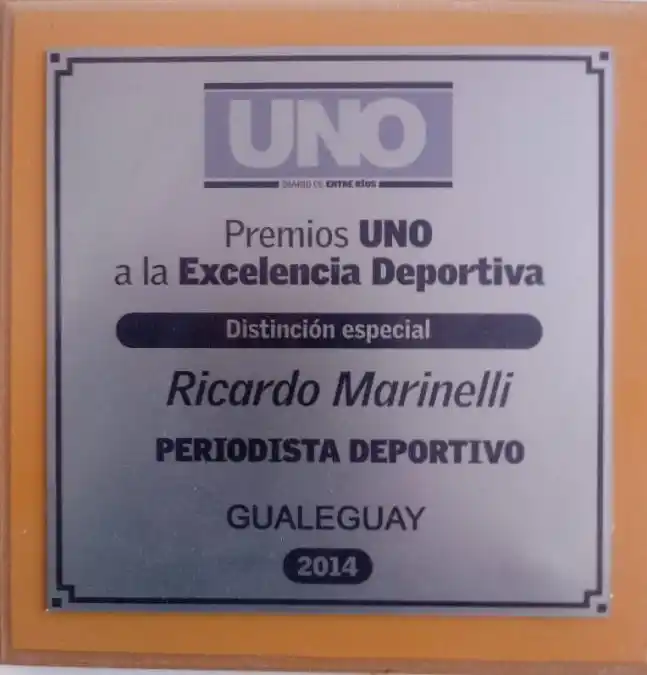 UNO
DIARIO DE ENTRE RÍOS
Premios UNO
a la Excelencia Deportiva
Distinción especial
Ricardo Marinelli
PERIODISTA DEPORTIVO
GUALEGUAY
2014